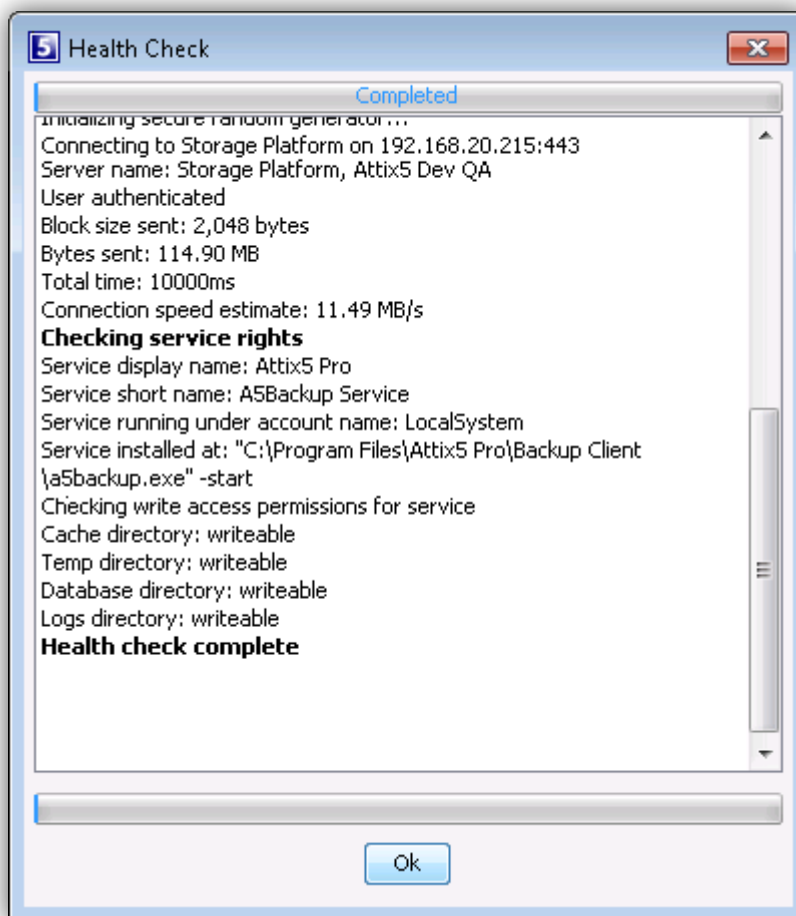 5 Health Check
Completed
Initializing secure random generator...
Connecting to Storage Platform on 192.168.20.215:443
Server name: Storage Platform, Attix5 Dev QA
User authenticated
Block size sent: 2,048 bytes
Bytes sent: 114.90 MB
Total time: 10000ms
Connection speed estimate: 11.49 MB/s
Checking service rights
Service display name: Attix5 Pro
Service short name: A5Backup Service
Service running under account name: LocalSystem
Service installed at: "C:\Program Files\Attix5 Pro\Backup Client
\a5backup.exe" -start
Checking write access permissions for service
Cache directory: writeable
Temp directory: writeable
Database directory: writeable
Logs directory: writeable
Health check complete
Ok